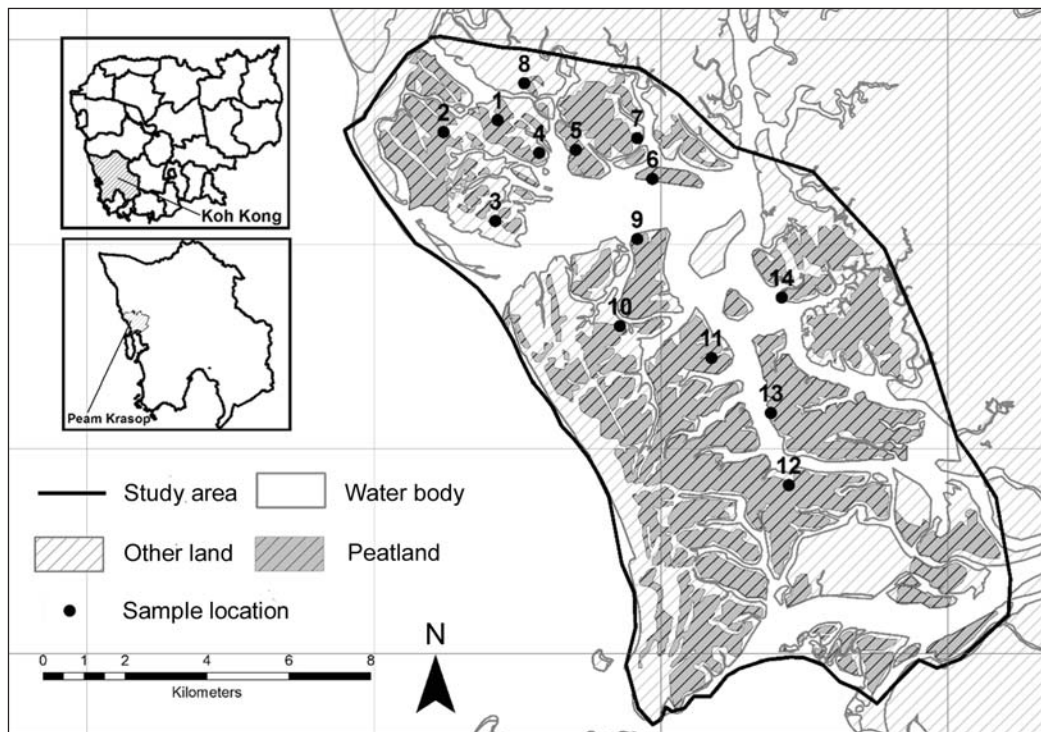 Koh Kong
Peam Krasop
Study area
Water body
Other land
Peatland
Sample location
0 1 2 4 6 8
Kilometers
N
8
1
2
4
5
7
6
3
9
14
10
11
13
12